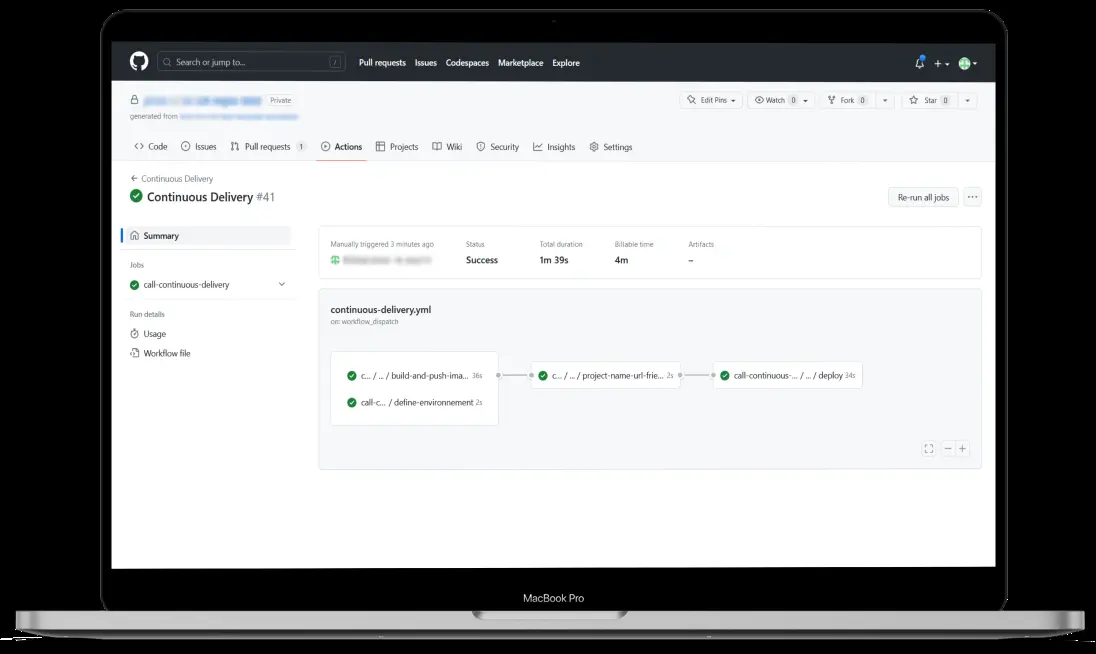 Search or jump to... /
Pull requests Issues Codespaces Marketplace Explore
Private
Edit Pins Watch 0 Fork 0 Star 0
generated from
Code Issues Pull requests 1 Actions Projects Wiki Security Insights Settings
Continuous Delivery
Continuous Delivery #41
Re-run all jobs ...
Summary
Jobs
call-continuous-delivery
Run details
Usage
Workflow file
Manually triggered 3 minutes ago Status Total duration Billable time Artifacts
Success 1m 39s 4m –
continuous-delivery.yml
on: workflow_dispatch
c... / ... / build-and-push-ima... 36s
call-c... / define-environnement 2s
c... / ... / project-name-url-frie... 2s
call-continuous-... / ... / deploy 34s
MacBook Pro